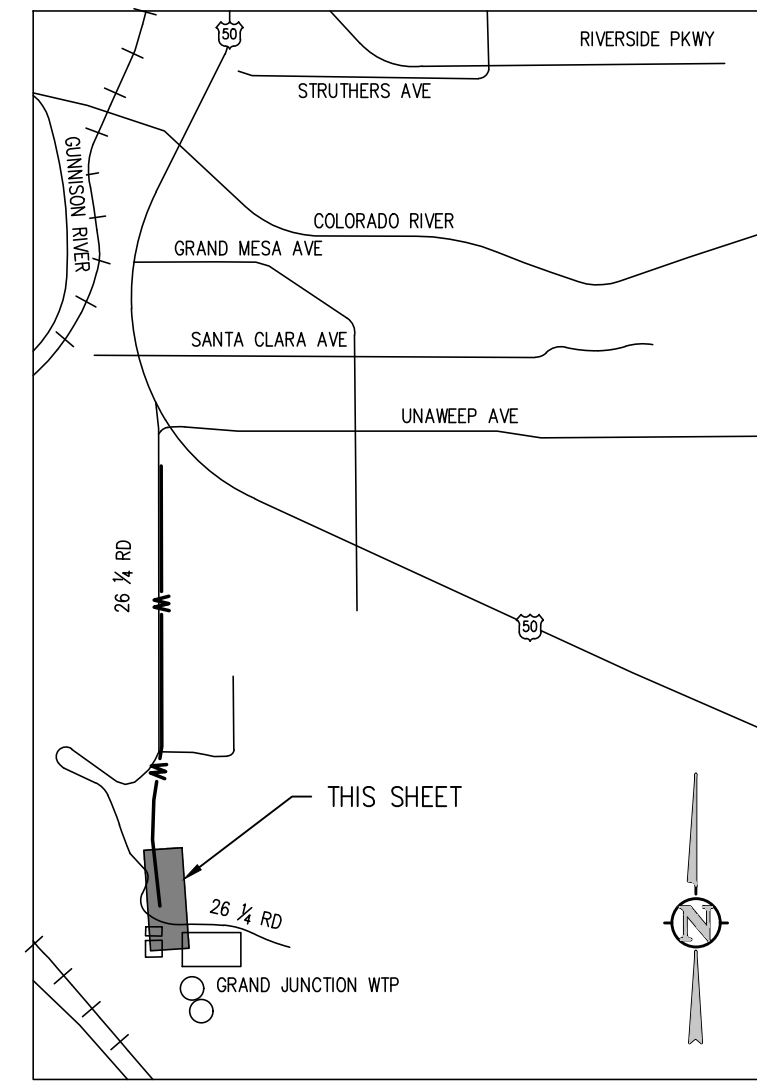 50
RIVERSIDE PKWY
STRUTHERS AVE
GUNNISON RIVER
COLORADO RIVER
GRAND MESA AVE
SANTA CLARA AVE
UNAWEEP AVE
26 ¼ RD
W
50
W
THIS SHEET
26 ¼ RD
N
GRAND JUNCTION WTP